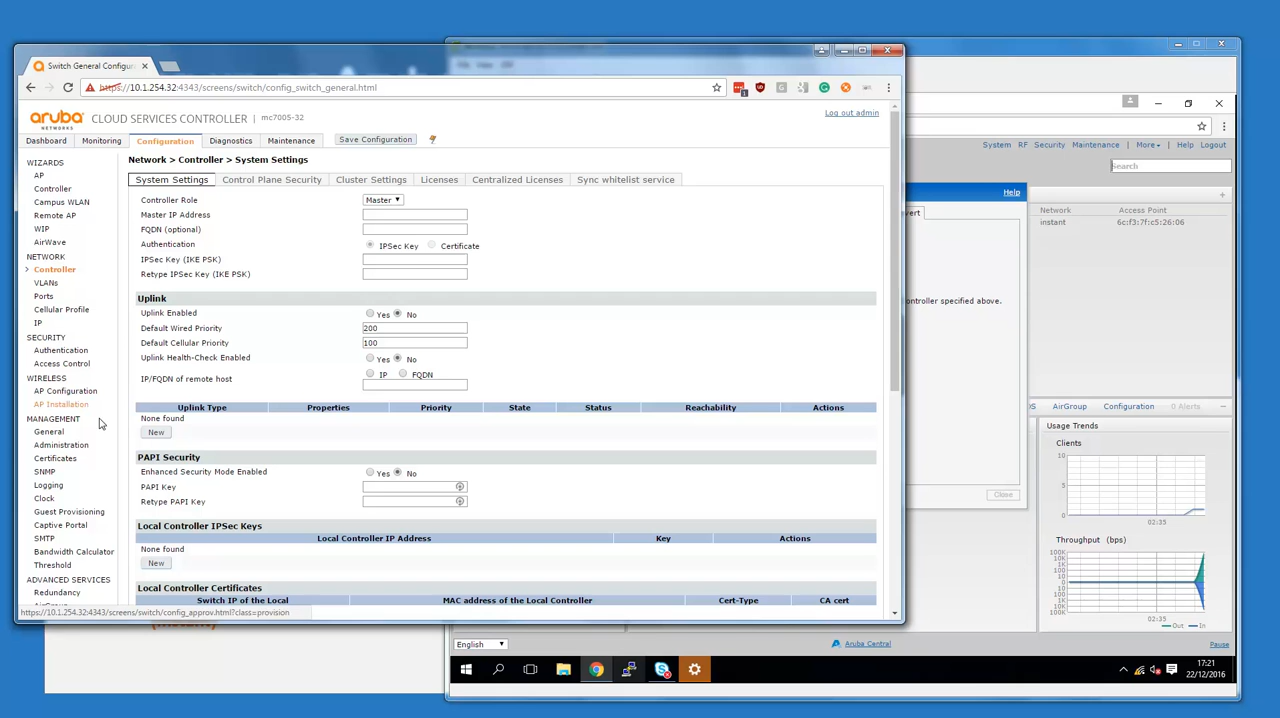 Switch General Configur
https://10.1.254.32:4343/screens/switch/config_switch_general.html
aruba NETWORKS CLOUD SERVICES CONTROLLER | mc7005-32
Log out admin
Dashboard Monitoring Configuration Diagnostics Maintenance Save Configuration
WIZARDS
AP
Controller
Campus WLAN
Remote AP
WIP
AirWave
NETWORK
> Controller
VLANs
Ports
Cellular Profile
IP
SECURITY
Authentication
Access Control
WIRELESS
AP Configuration
AP Installation
MANAGEMENT
General
Administration
Certificates
SNMP
Logging
Clock
Guest Provisioning
Captive Portal
SMTP
Bandwidth Calculator
Threshold
ADVANCED SERVICES
Redundancy
Network > Controller > System Settings
System Settings Control Plane Security Cluster Settings Licenses Centralized Licenses Sync whitelist service
Controller Role Master
Master IP Address
FQDN (optional)
Authentication IPSec Key Certificate
IPSec Key (IKE PSK)
Retype IPSec Key (IKE PSK)
Uplink
Uplink Enabled Yes No
Default Wired Priority 200
Default Cellular Priority 100
Uplink Health-Check Enabled Yes No
IP/FQDN of remote host IP FQDN
Uplink Type Properties Priority State Status Reachability Actions
None found
New
PAPI Security
Enhanced Security Mode Enabled Yes No
PAPI Key
Retype PAPI Key
Local Controller IPSec Keys
Local Controller IP Address Key Actions
None found
New
Local Controller Certificates
Switch IP of the Local MAC address of the Local Controller Cert-Type CA cert
https://10.1.254.32:4343/screens/switch/config_approv.html?class=provision
System RF Security Maintenance More Help Logout
Search
Help
vert
Network Access Point
instant 6c:f3:7f:c5:26:06
ontroller specified above.
AirGroup Configuration 0 Alerts
Usage Trends
Clients
10
5
0
02:35
Throughput (bps)
100K
10K
1K
100
10
0
10
100
1K
10K
100K
02:35
Out In
Close
English
Aruba Central
Pause
17:21
22/12/2016